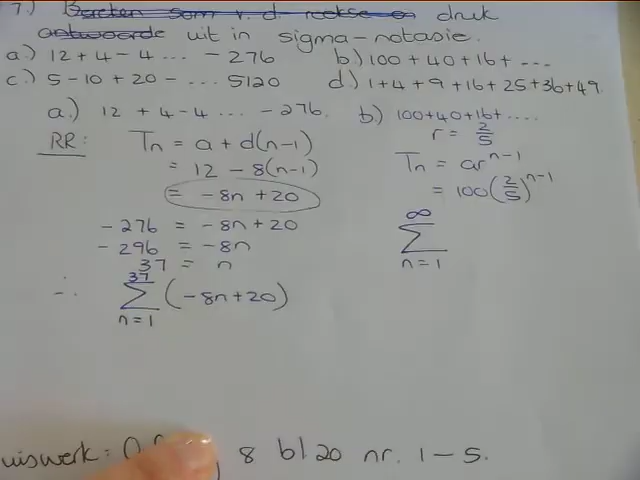 7.) Bereken som v.d. reekse en druk
antwoorde uit in sigma-notasie.
a.) 12 + 4 - 4 ... - 276 b.) 100 + 40 + 16 + ...
c.) 5 - 10 + 20 - ... 5120 d.) 1 + 4 + 9 + 16 + 25 + 36 + 49
a.) 12 + 4 - 4 ... - 276. b.) 100 + 40 + 16 + ....
r = 2/5
RR: Tn = a + d(n-1)
= 12 - 8(n-1)
= -8n + 20
Tn = ar^(n-1)
= 100(2/5)^(n-1)
-276 = -8n + 20
-296 = -8n
37 = n
∴ 37 Σ n=1 (-8n+20)
∞ Σ n=1
uiswerk: 8 bl 20 nr. 1-5.